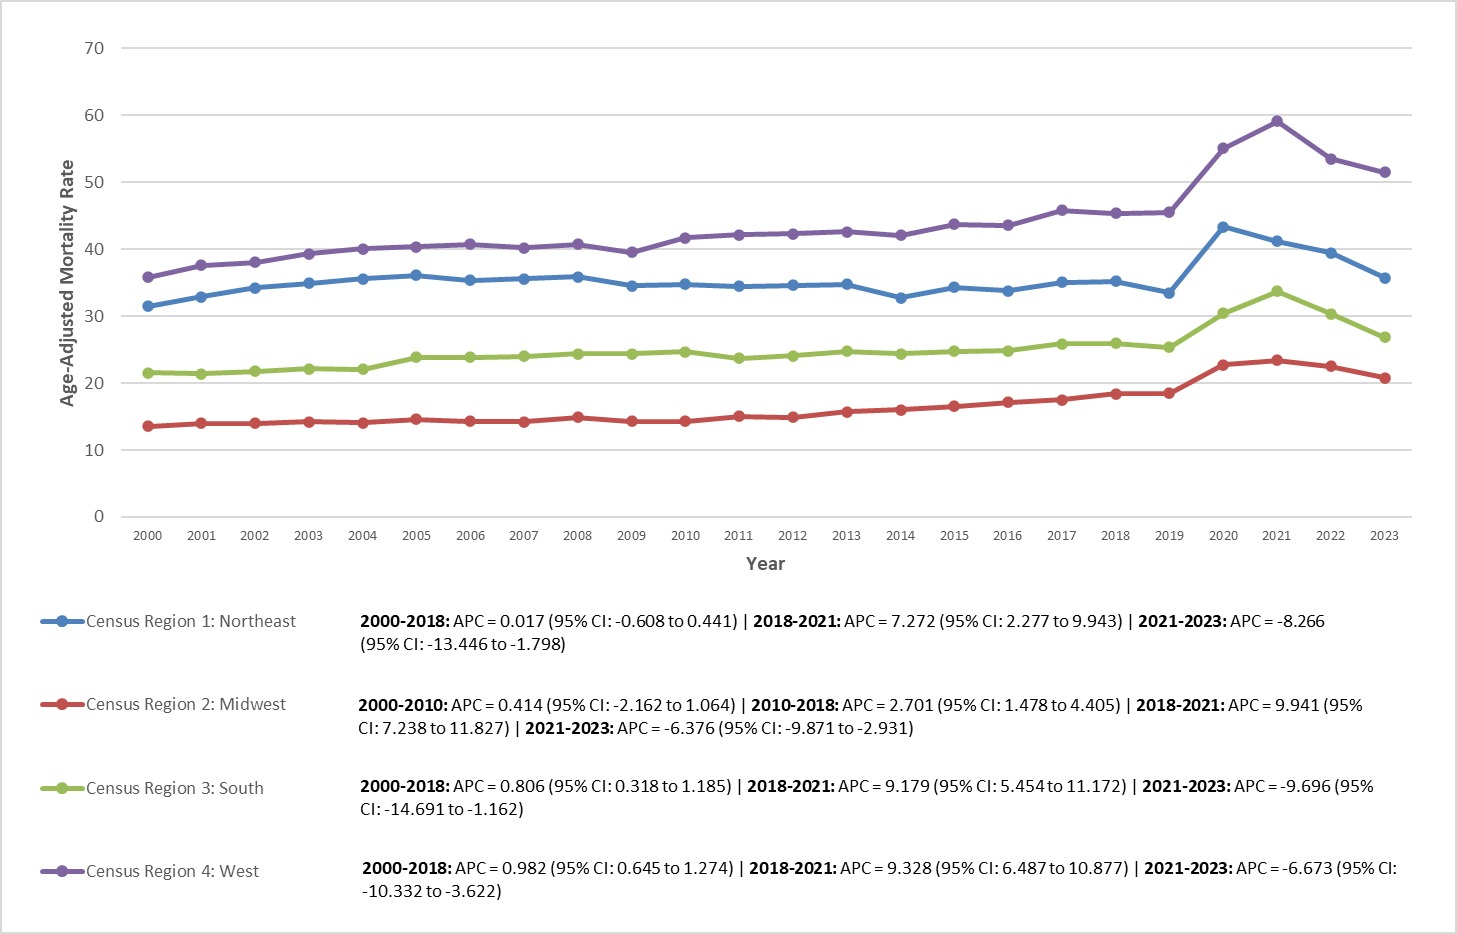 70
60
50
40
30
20
10
0
Age-Adjusted Mortality Rate
2000 2001 2002 2003 2004 2005 2006 2007 2008 2009 2010 2011 2012 2013 2014 2015 2016 2017 2018 2019 2020 2021 2022 2023
Year
Census Region 1: Northeast
2000-2018: APC = 0.017 (95% CI: -0.608 to 0.441) | 2018-2021: APC = 7.272 (95% CI: 2.277 to 9.943) | 2021-2023: APC = -8.266
(95% CI: -13.446 to -1.798)
Census Region 2: Midwest
2000-2010: APC = 0.414 (95% CI: -2.162 to 1.064) | 2010-2018: APC = 2.701 (95% CI: 1.478 to 4.405) | 2018-2021: APC = 9.941 (95%
CI: 7.238 to 11.827) | 2021-2023: APC = -6.376 (95% CI: -9.871 to -2.931)
Census Region 3: South
2000-2018: APC = 0.806 (95% CI: 0.318 to 1.185) | 2018-2021: APC = 9.179 (95% CI: 5.454 to 11.172) | 2021-2023: APC = -9.696 (95%
CI: -14.691 to -1.162)
Census Region 4: West
2000-2018: APC = 0.982 (95% CI: 0.645 to 1.274) | 2018-2021: APC = 9.328 (95% CI: 6.487 to 10.877) | 2021-2023: APC = -6.673 (95% CI:
-10.332 to -3.622)